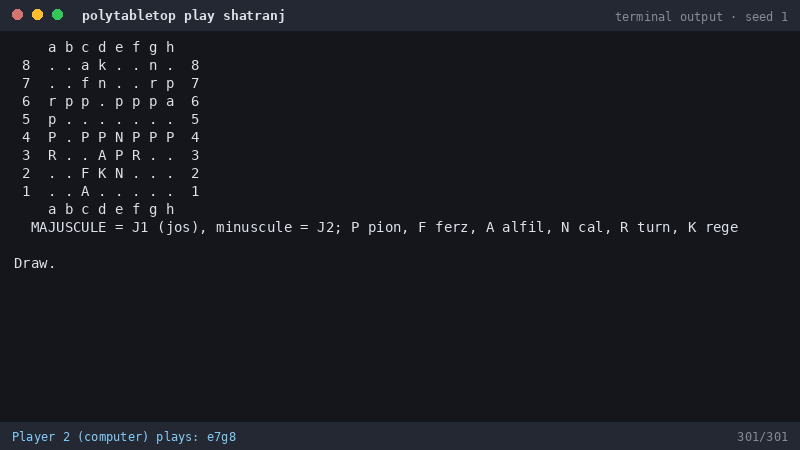 polytabletop play shatranj
terminal output · seed 1
a b c d e f g h
8 . . a k . . n . 8
7 . . f n . . r p 7
6 r p p . p p p a 6
5 p . . . . . . . 5
4 P . P P N P P P 4
3 R . . A P R . . 3
2 . . F K N . . . 2
1 . . A . . . . . 1
a b c d e f g h
MAJUSCULE = J1 (jos), minuscule = J2; P pion, F ferz, A alfil, N cal, R turn, K rege
Draw.
Player 2 (computer) plays: e7g8
301/301